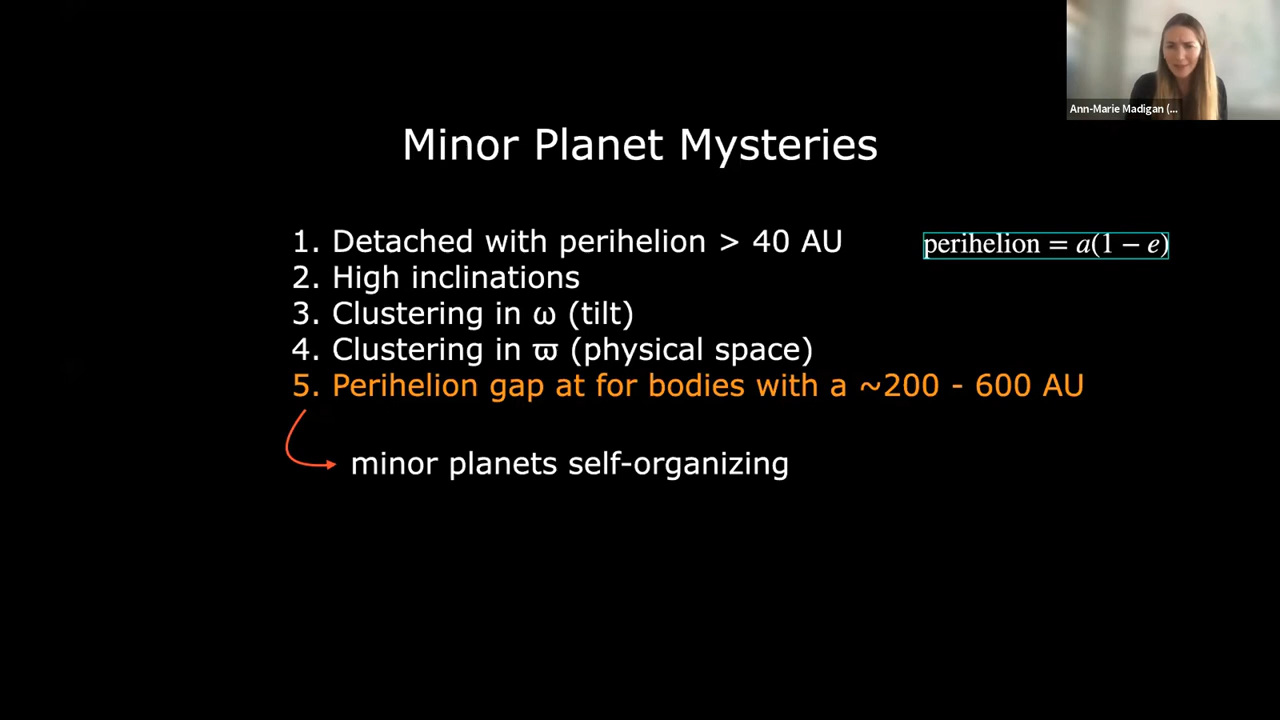 Ann-Marie Madigan (...
Minor Planet Mysteries
1. Detached with perihelion > 40 AU
perihelion = a(1 − e)
2. High inclinations
3. Clustering in ω (tilt)
4. Clustering in ϖ (physical space)
5. Perihelion gap at for bodies with a ~200 - 600 AU
minor planets self-organizing